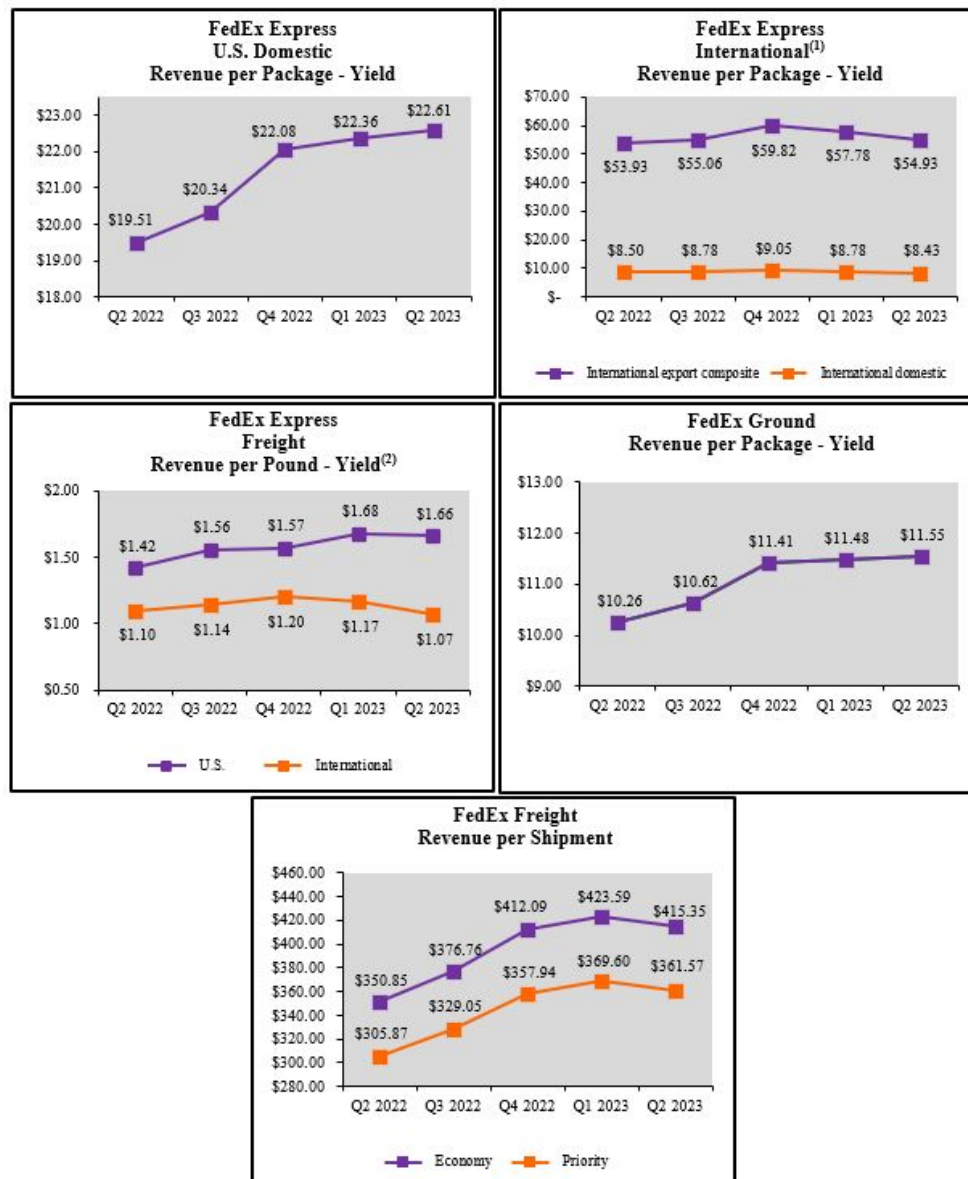 FedEx Express
U.S. Domestic
Revenue per Package - Yield
$23.00
$22.00
$21.00
$20.00
$19.00
$18.00
$19.51
$20.34
$22.08
$22.36
$22.61
Q2 2022 Q3 2022 Q4 2022 Q1 2023 Q2 2023
FedEx Express
International(1)
Revenue per Package - Yield
$70.00
$60.00
$50.00
$40.00
$30.00
$20.00
$10.00
$-
$53.93 $55.06 $59.82 $57.78 $54.93
$8.50 $8.78 $9.05 $8.78 $8.43
Q2 2022 Q3 2022 Q4 2022 Q1 2023 Q2 2023
International export composite International domestic
FedEx Express
Freight
Revenue per Pound - Yield(2)
$2.00
$1.50
$1.00
$0.50
$1.42 $1.56 $1.57 $1.68 $1.66
$1.10 $1.14 $1.20 $1.17 $1.07
Q2 2022 Q3 2022 Q4 2022 Q1 2023 Q2 2023
U.S. International
FedEx Ground
Revenue per Package - Yield
$13.00
$12.00
$11.00
$10.00
$9.00
$10.26 $10.62 $11.41 $11.48 $11.55
Q2 2022 Q3 2022 Q4 2022 Q1 2023 Q2 2023
FedEx Freight
Revenue per Shipment
$460.00
$440.00
$420.00
$400.00
$380.00
$360.00
$340.00
$320.00
$300.00
$280.00
$350.85 $376.76 $412.09 $423.59 $415.35
$305.87 $329.05 $357.94 $369.60 $361.57
Q2 2022 Q3 2022 Q4 2022 Q1 2023 Q2 2023
Economy Priority